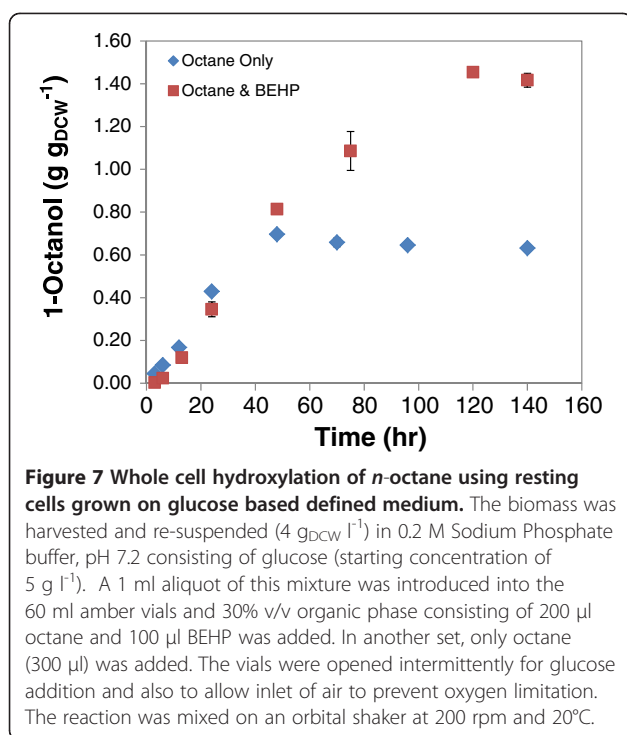 1.60
1.40
1.20
1.00
0.80
0.60
0.40
0.20
0.00
1-Octanol (g gDCW-1)
Octane Only
Octane & BEHP
0 20 40 60 80 100 120 140 160
Time (hr)
Figure 7 Whole cell hydroxylation of n-octane using resting
cells grown on glucose based defined medium. The biomass was
harvested and re-suspended (4 gDCW l-1) in 0.2 M Sodium Phosphate
buffer, pH 7.2 consisting of glucose (starting concentration of
5 g l-1). A 1 ml aliquot of this mixture was introduced into the
60 ml amber vials and 30% v/v organic phase consisting of 200 μl
octane and 100 μl BEHP was added. In another set, only octane
(300 μl) was added. The vials were opened intermittently for glucose
addition and also to allow inlet of air to prevent oxygen limitation.
The reaction was mixed on an orbital shaker at 200 rpm and 20°C.